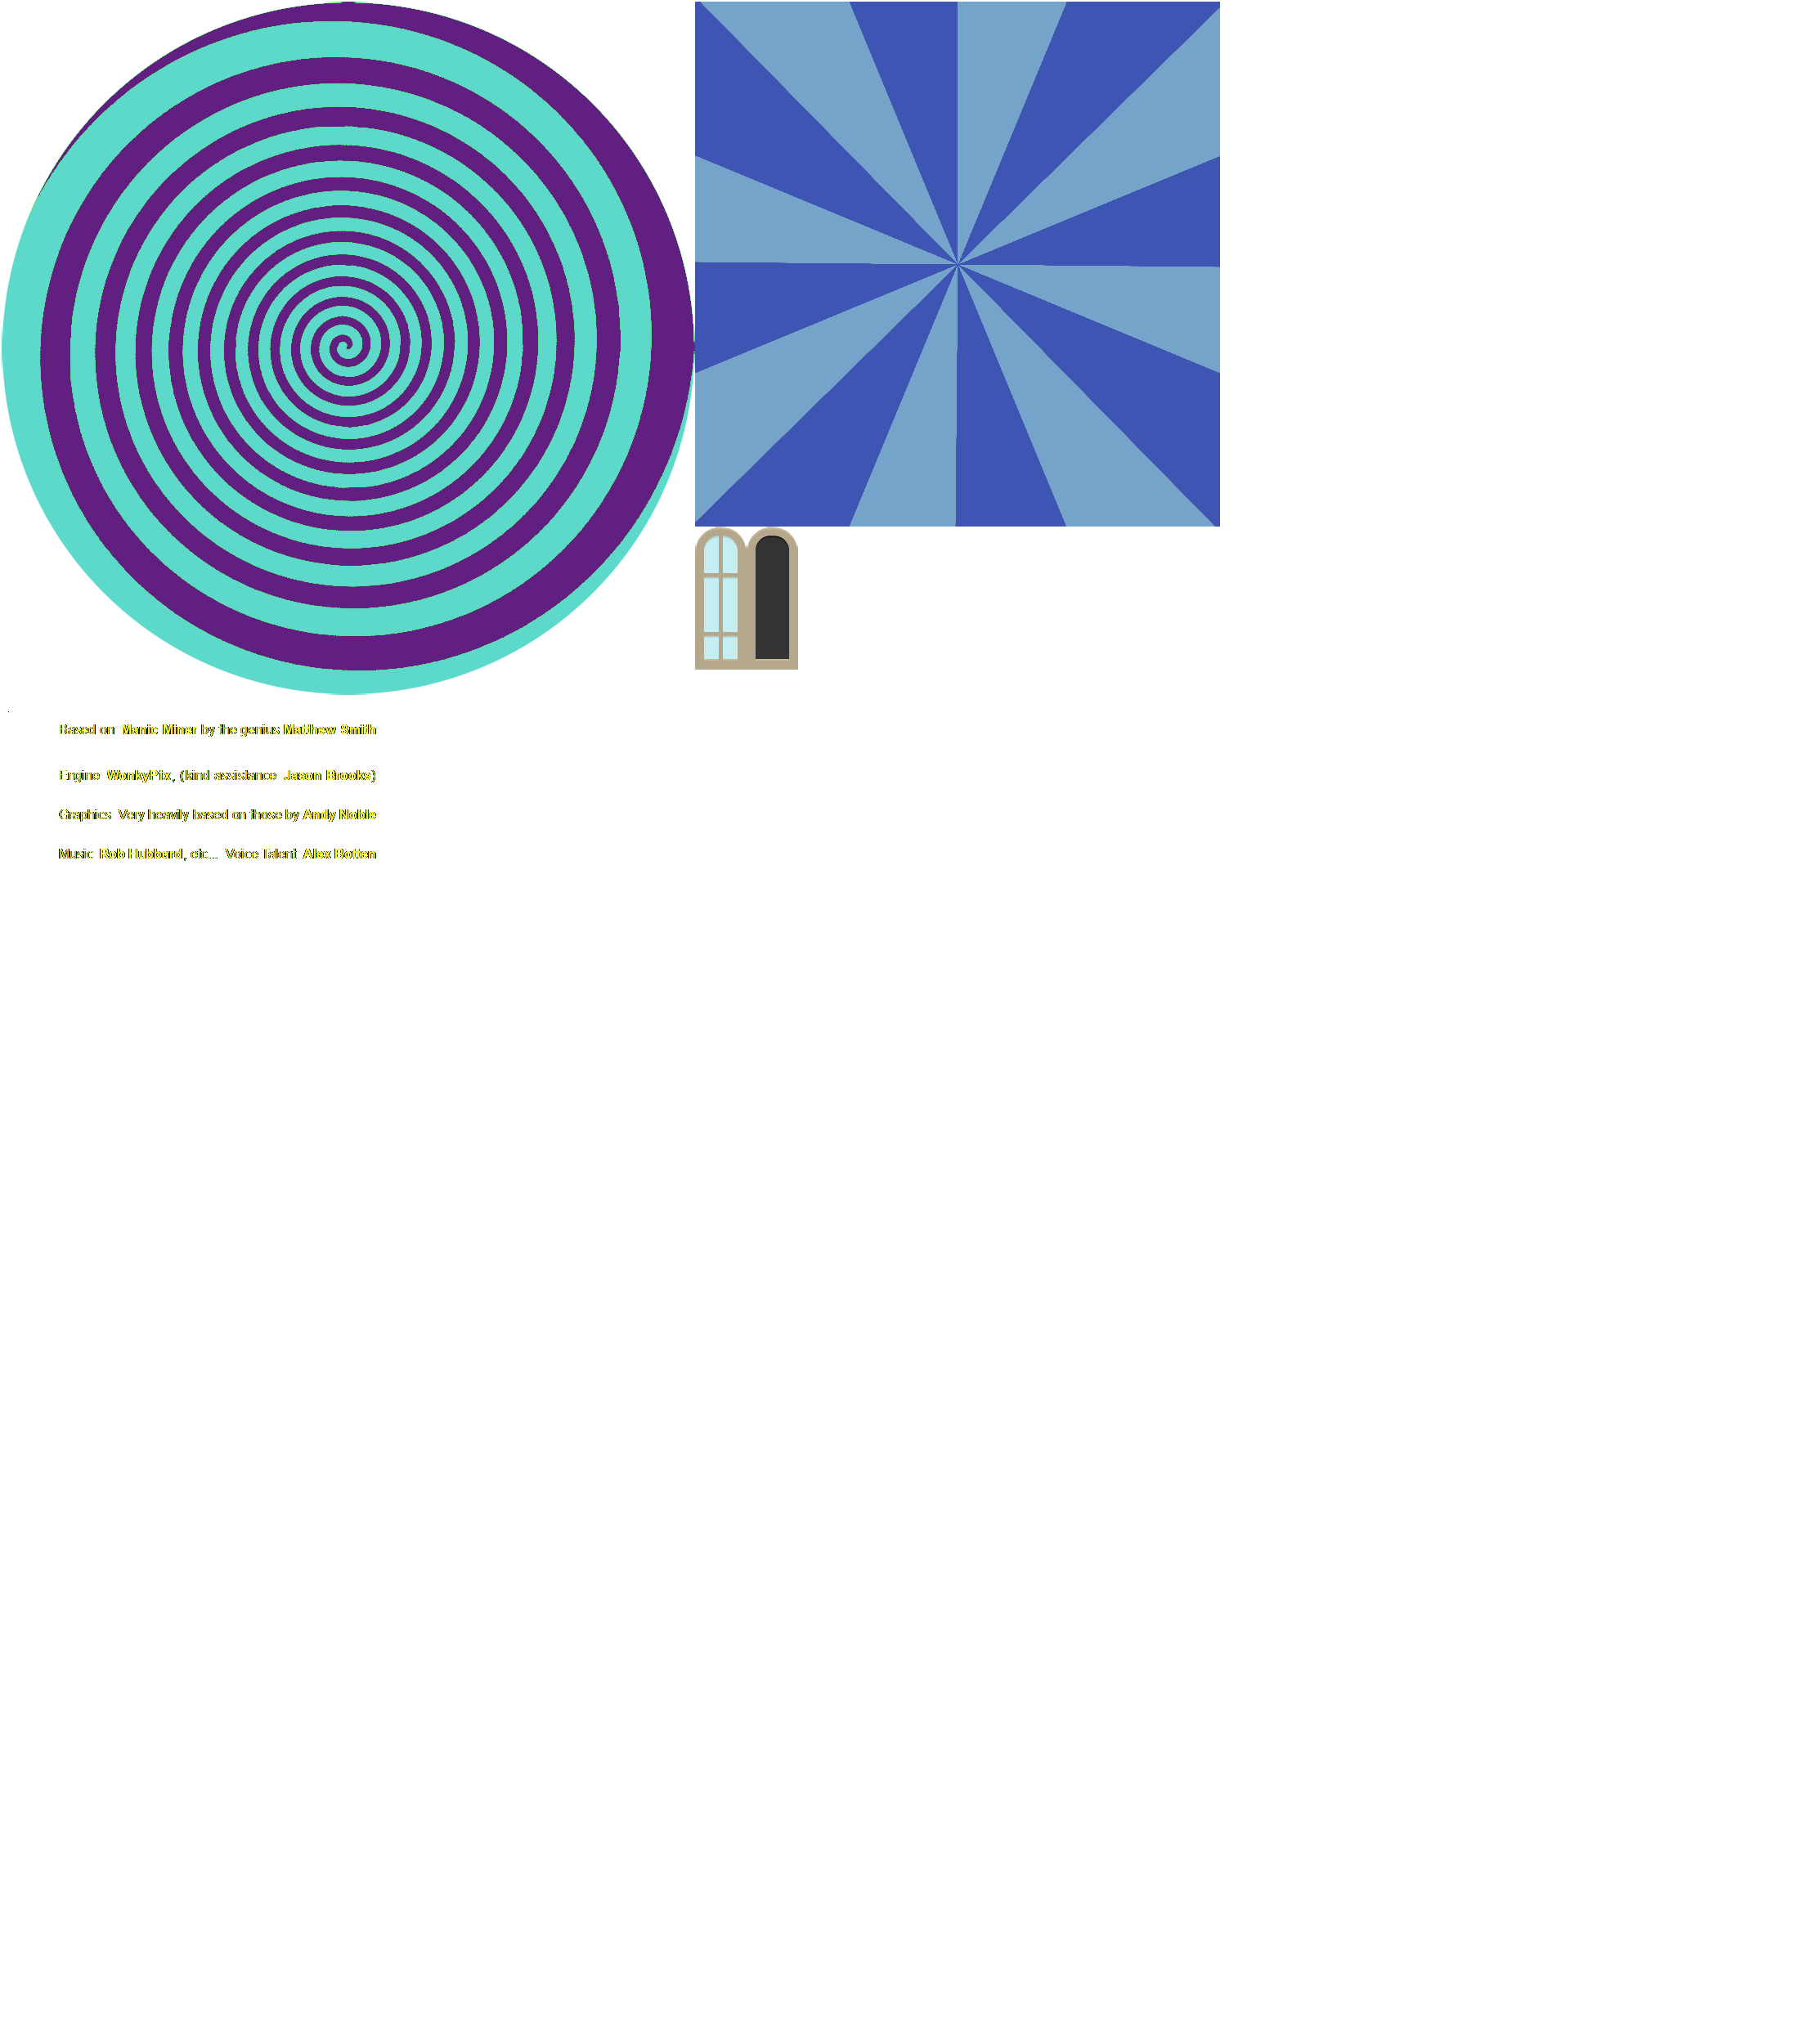 Based on Manic Miner by the genius Matthew Smith
Engine WonkyPix, (kind assistance Jason Brooks)
Graphics Very heavily based on those by Andy Noble
Music Rob Hubbard, etc... Voice Talent Alex Botten